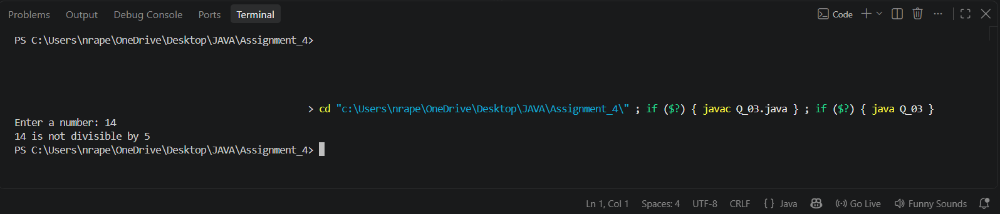 Problems Output Debug Console Ports Terminal Code
PS C:\Users\nrape\OneDrive\Desktop\JAVA\Assignment_4>
> cd "c:\Users\nrape\OneDrive\Desktop\JAVA\Assignment_4\" ; if ($?) { javac Q_03.java } ; if ($?) { java Q_03 }
Enter a number: 14
14 is not divisible by 5
PS C:\Users\nrape\OneDrive\Desktop\JAVA\Assignment_4>
Ln 1, Col 1 Spaces: 4 UTF-8 CRLF { } Java Go Live Funny Sounds